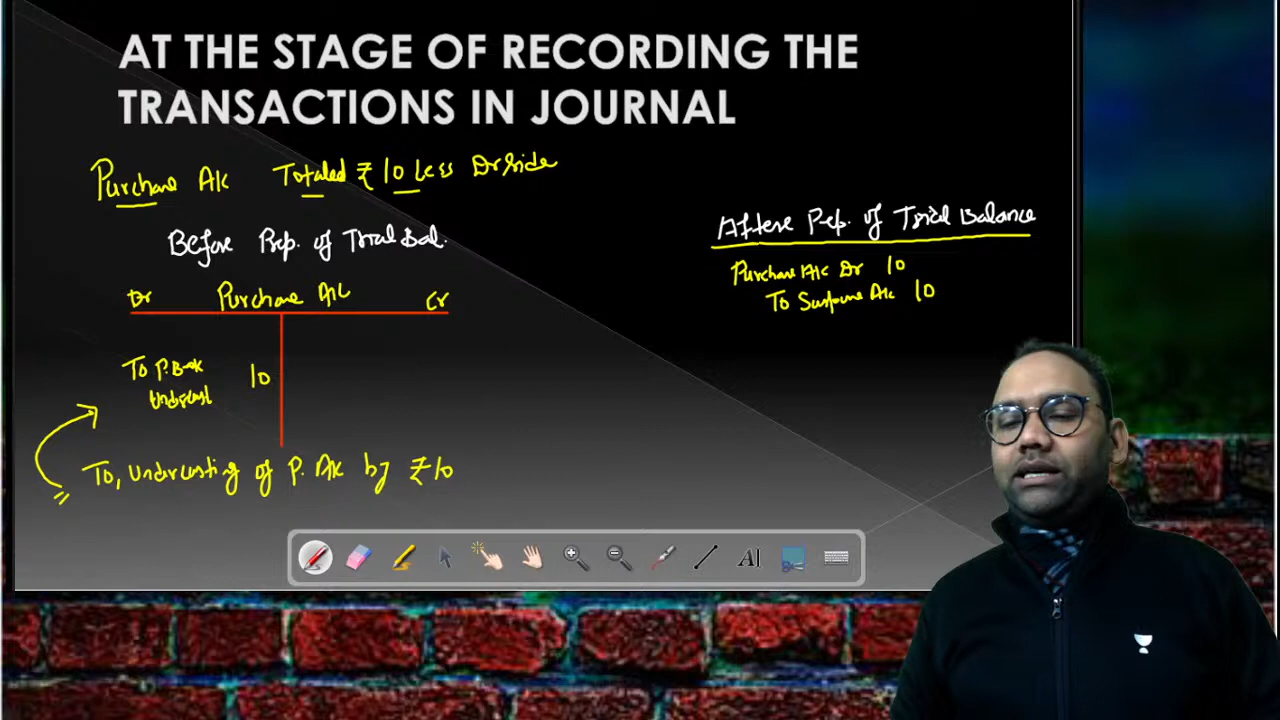 AT THE STAGE OF RECORDING THE
TRANSACTIONS IN JOURNAL
Purchase A/c Totaled ₹ 10 Less Dr Side
Before Prep. of Trial Bal.
Dr Purchase A/c Cr
To P. Book 10
Undercast
To, Undercasting of P. A/c by ₹10
After Prep. of Trial Balance
Purchase A/c Dr 10
To Suspense A/c 10
A